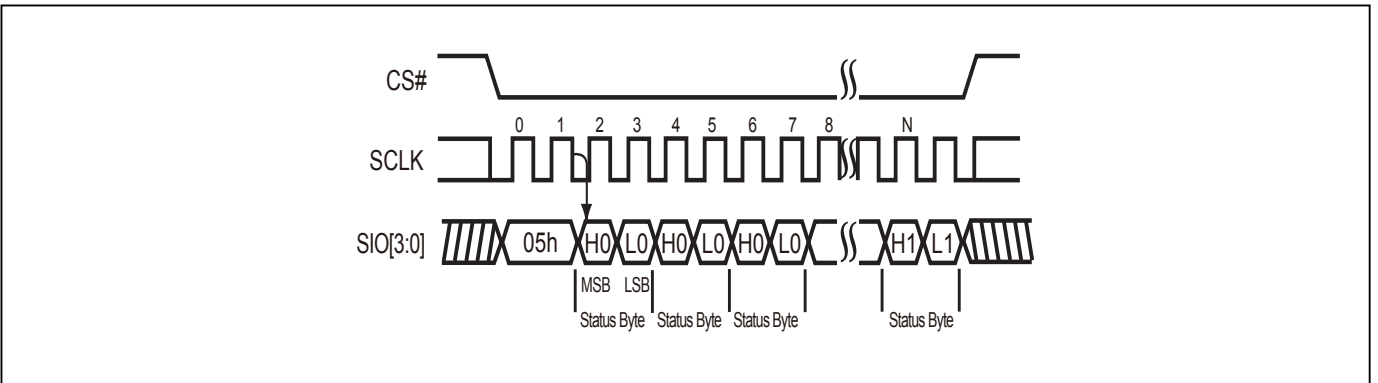 CS#
0 1 2 3 4 5 6 7 8 N
SCLK
SIO[3:0] 05h H0 L0 H0 L0 H0 L0 H1 L1
MSB LSB
Status Byte Status Byte Status Byte Status Byte